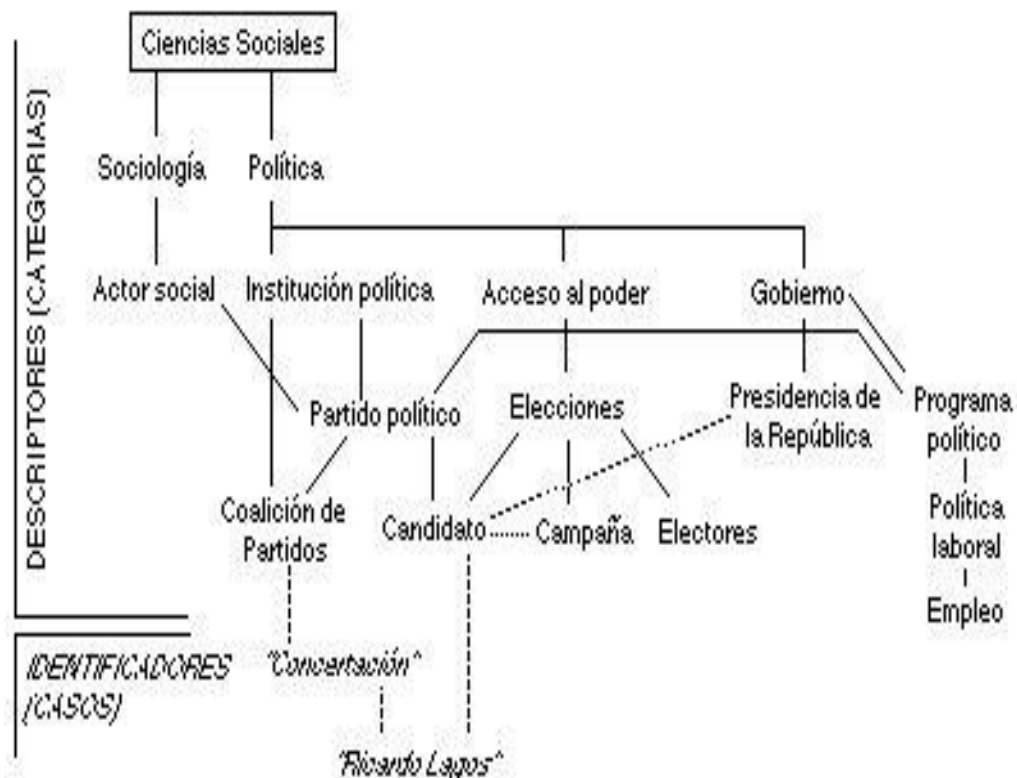 Ciencias Sociales
DESCRIPTORES (CATEGORIAS)
Sociología
Política
Actor social
Institución política
Acceso al poder
Gobierno
Partido político
Elecciones
Presidencia de
la República
Programa
político
Coalición de
Partidos
Candidato
Campaña
Electores
Política
laboral
Empleo
IDENTIFICADORES
(CASOS)
"Concertación"
"Ricardo Lagos"